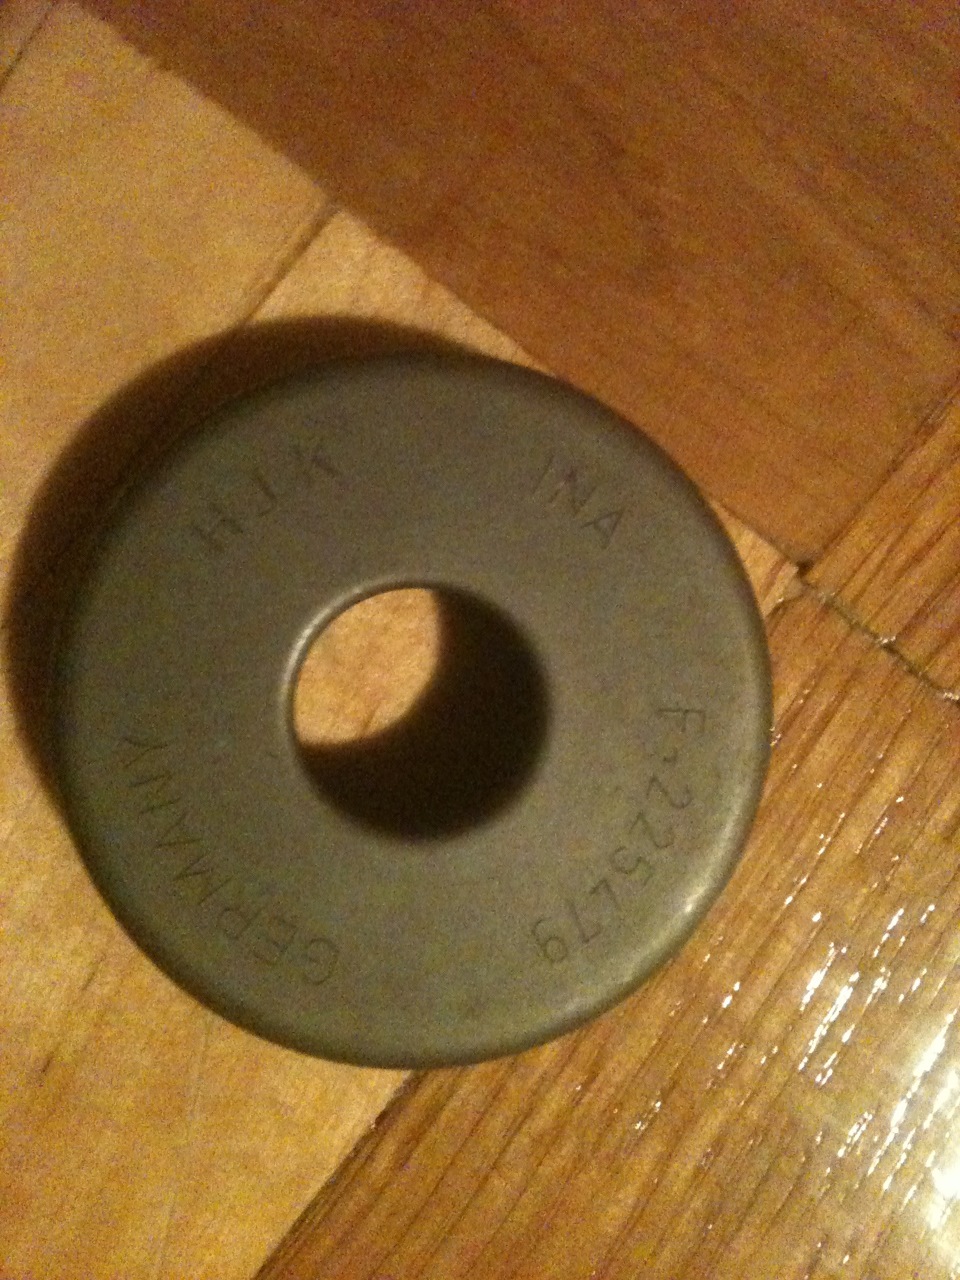 INA
F-225479
GERMANY
HJK